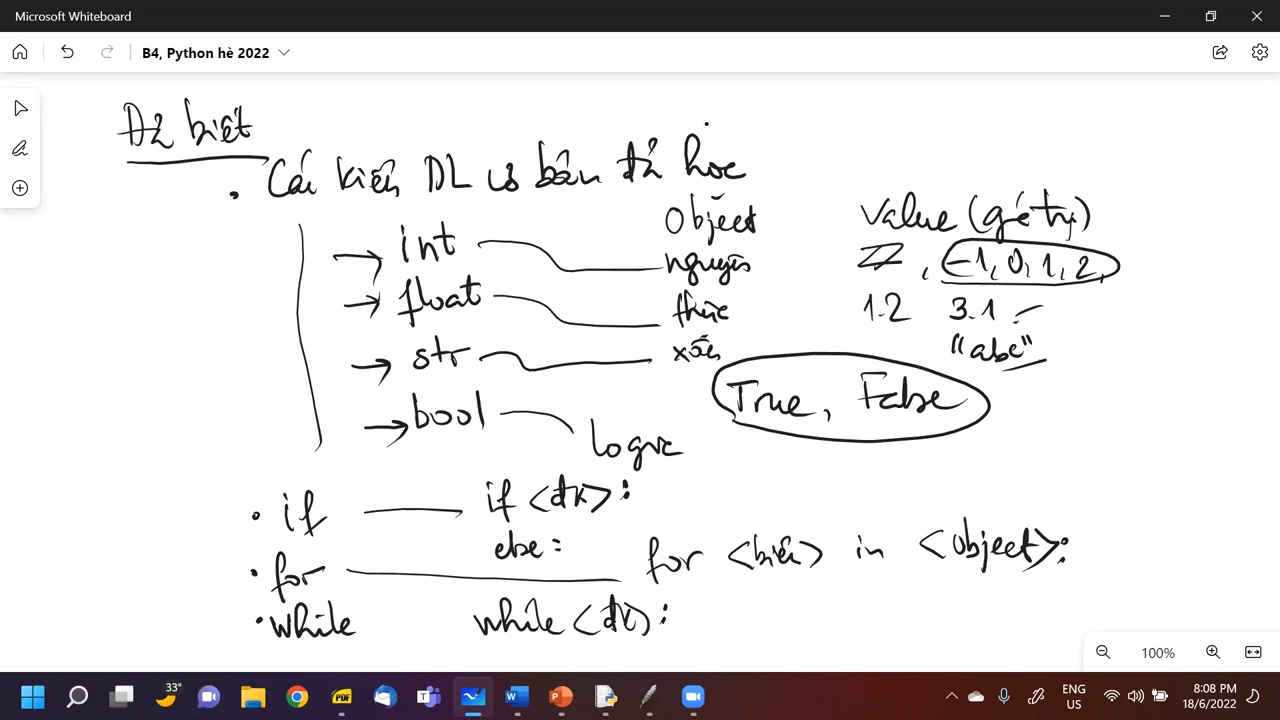 Microsoft Whiteboard
B4, Python hè 2022
Đã biết
• Các kiểu DL cơ bản đã học
Object Value (giá trị)
→ int nguyên ℤ, -1, 0, 1, 2,
→ float thực 1.2 3.1
→ str xâu "abc"
→ bool logic True, False
• if if <đk>:
else:
• for for <biến> in <object>:
• while while <đk>:
100%
33°
ENG
US
8:08 PM
18/6/2022